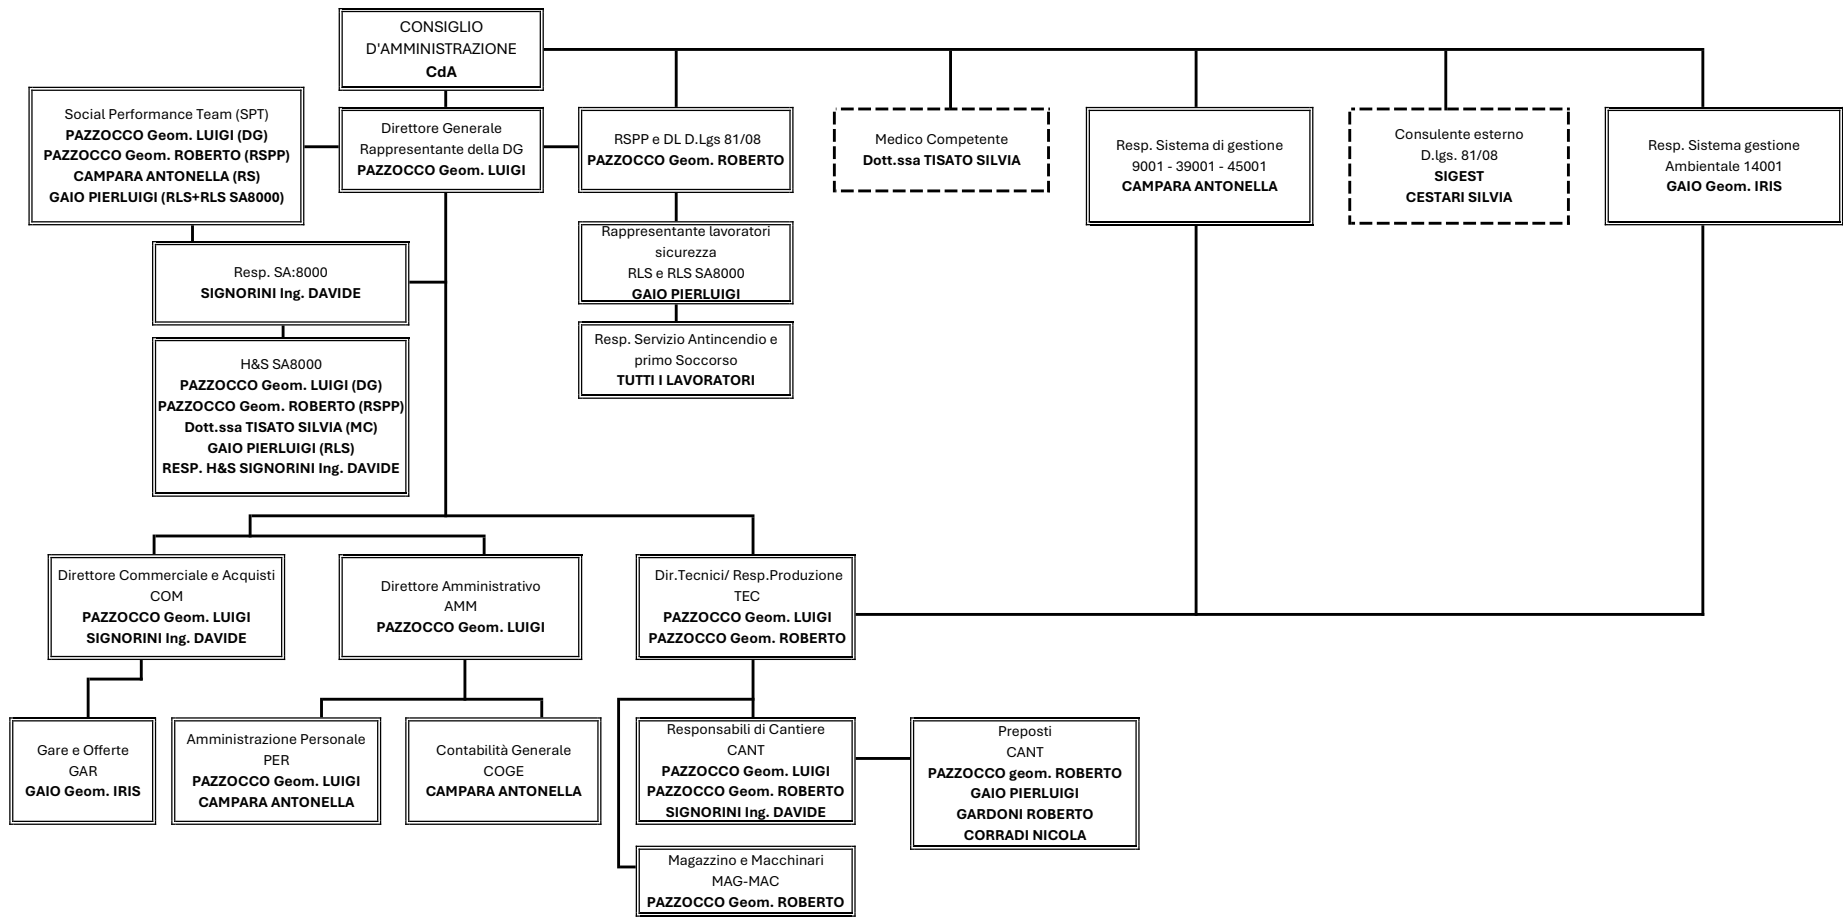 CONSIGLIO
D'AMMINISTRAZIONE
CdA
Social Performance Team (SPT)
PAZZOCCO Geom. LUIGI (DG)
PAZZOCCO Geom. ROBERTO (RSPP)
CAMPARA ANTONELLA (RS)
GAIO PIERLUIGI (RLS+RLS SA8000)
Direttore Generale
Rappresentante della DG
PAZZOCCO Geom. LUIGI
RSPP e DL D.Lgs 81/08
PAZZOCCO Geom. ROBERTO
Medico Competente
Dott.ssa TISATO SILVIA
Resp. Sistema di gestione
9001 - 39001 - 45001
CAMPARA ANTONELLA
Consulente esterno
D.lgs. 81/08
SIGEST
CESTARI SILVIA
Resp. Sistema gestione
Ambientale 14001
GAIO Geom. IRIS
Resp. SA:8000
SIGNORINI Ing. DAVIDE
Rappresentante lavoratori
sicurezza
RLS e RLS SA8000
GAIO PIERLUIGI
H&S SA8000
PAZZOCCO Geom. LUIGI (DG)
PAZZOCCO Geom. ROBERTO (RSPP)
Dott.ssa TISATO SILVIA (MC)
GAIO PIERLUIGI (RLS)
RESP. H&S SIGNORINI Ing. DAVIDE
Resp. Servizio Antincendio e
primo Soccorso
TUTTI I LAVORATORI
Direttore Commerciale e Acquisti
COM
PAZZOCCO Geom. LUIGI
SIGNORINI Ing. DAVIDE
Direttore Amministrativo
AMM
PAZZOCCO Geom. LUIGI
Dir.Tecnici/ Resp.Produzione
TEC
PAZZOCCO Geom. LUIGI
PAZZOCCO Geom. ROBERTO
Gare e Offerte
GAR
GAIO Geom. IRIS
Amministrazione Personale
PER
PAZZOCCO Geom. LUIGI
CAMPARA ANTONELLA
Contabilità Generale
COGE
CAMPARA ANTONELLA
Responsabili di Cantiere
CANT
PAZZOCCO Geom. LUIGI
PAZZOCCO Geom. ROBERTO
SIGNORINI Ing. DAVIDE
Preposti
CANT
PAZZOCCO geom. ROBERTO
GAIO PIERLUIGI
GARDONI ROBERTO
CORRADI NICOLA
Magazzino e Macchinari
MAG-MAC
PAZZOCCO Geom. ROBERTO